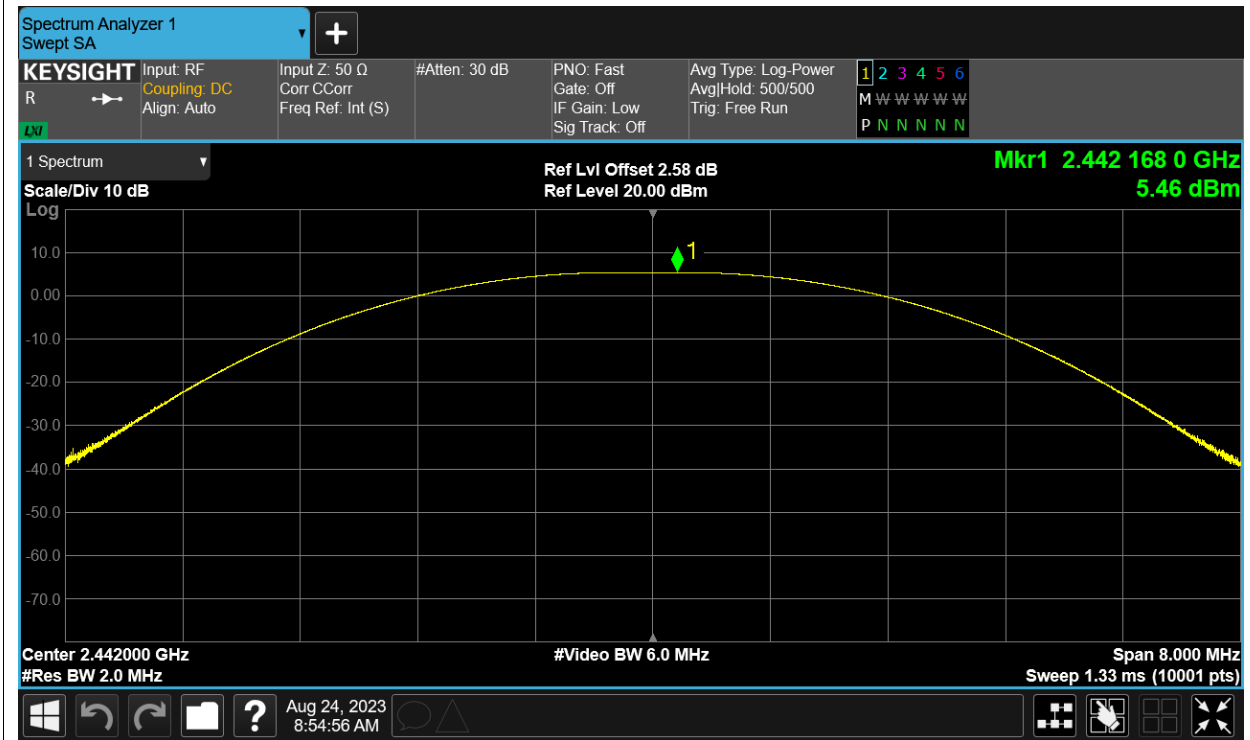 Spectrum Analyzer 1
Swept SA
+
KEYSIGHT
R
LXI
Input: RF
Coupling: DC
Align: Auto
Input Z: 50 Ω
Corr CCorr
Freq Ref: Int (S)
#Atten: 30 dB
PNO: Fast
Gate: Off
IF Gain: Low
Sig Track: Off
Avg Type: Log-Power
Avg|Hold: 500/500
Trig: Free Run
1 2 3 4 5 6
M W W W W W
P N N N N N
1 Spectrum
Scale/Div 10 dB
Log
Ref Lvl Offset 2.58 dB
Ref Level 20.00 dBm
Mkr1 2.442 168 0 GHz
5.46 dBm
1
10.0
0.00
-10.0
-20.0
-30.0
-40.0
-50.0
-60.0
-70.0
Center 2.442000 GHz
#Res BW 2.0 MHz
#Video BW 6.0 MHz
Span 8.000 MHz
Sweep 1.33 ms (10001 pts)
?
Aug 24, 2023
8:54:56 AM